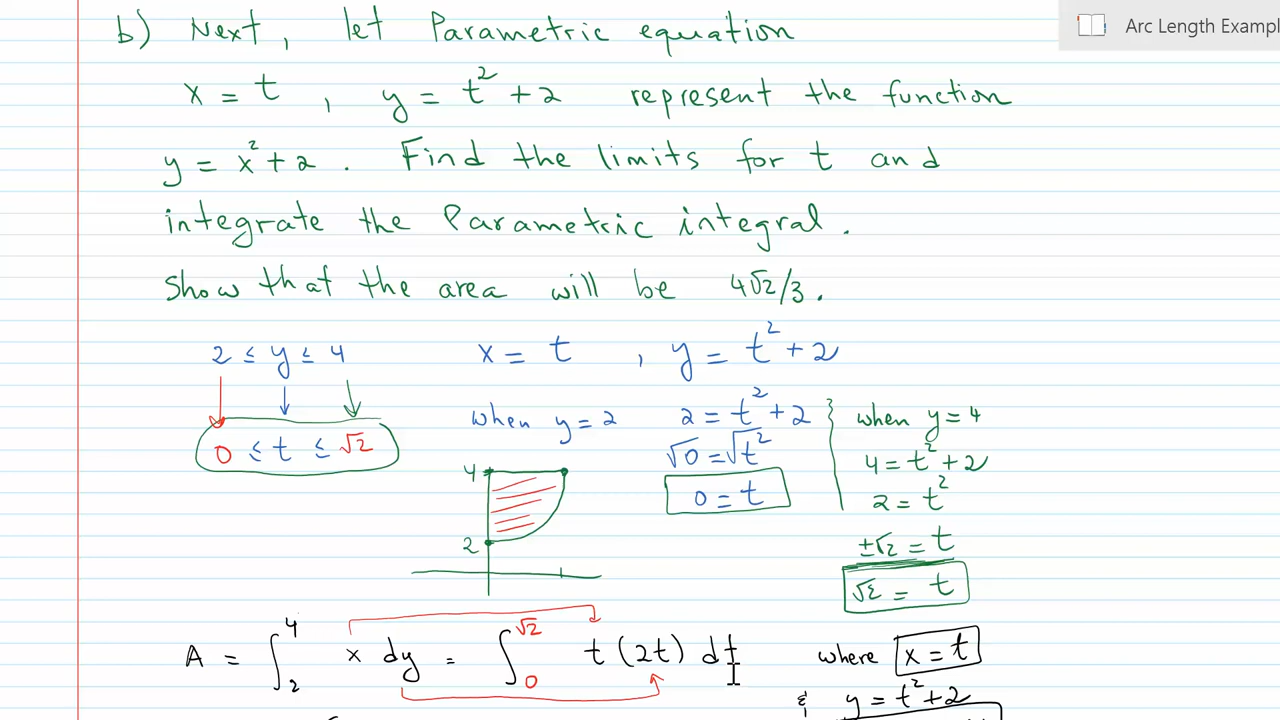 b) Next, let Parametric equation
Arc Length Exampl
x = t , y = t² + 2 represent the function
y = x² + 2 . Find the limits for t and
integrate the Parametric integral.
Show that the area will be 4√2/3.
2 ≤ y ≤ 4
x = t , y = t² + 2
0 ≤ t ≤ √2
when y = 2
2 = t² + 2
√0 = √t²
0 = t
when y = 4
4 = t² + 2
2 = t²
±√2 = t
√2 = t
4
2
A = ∫₂⁴ x dy = ∫₀^√2 t (2t) dt
where x = t
& y = t² + 2